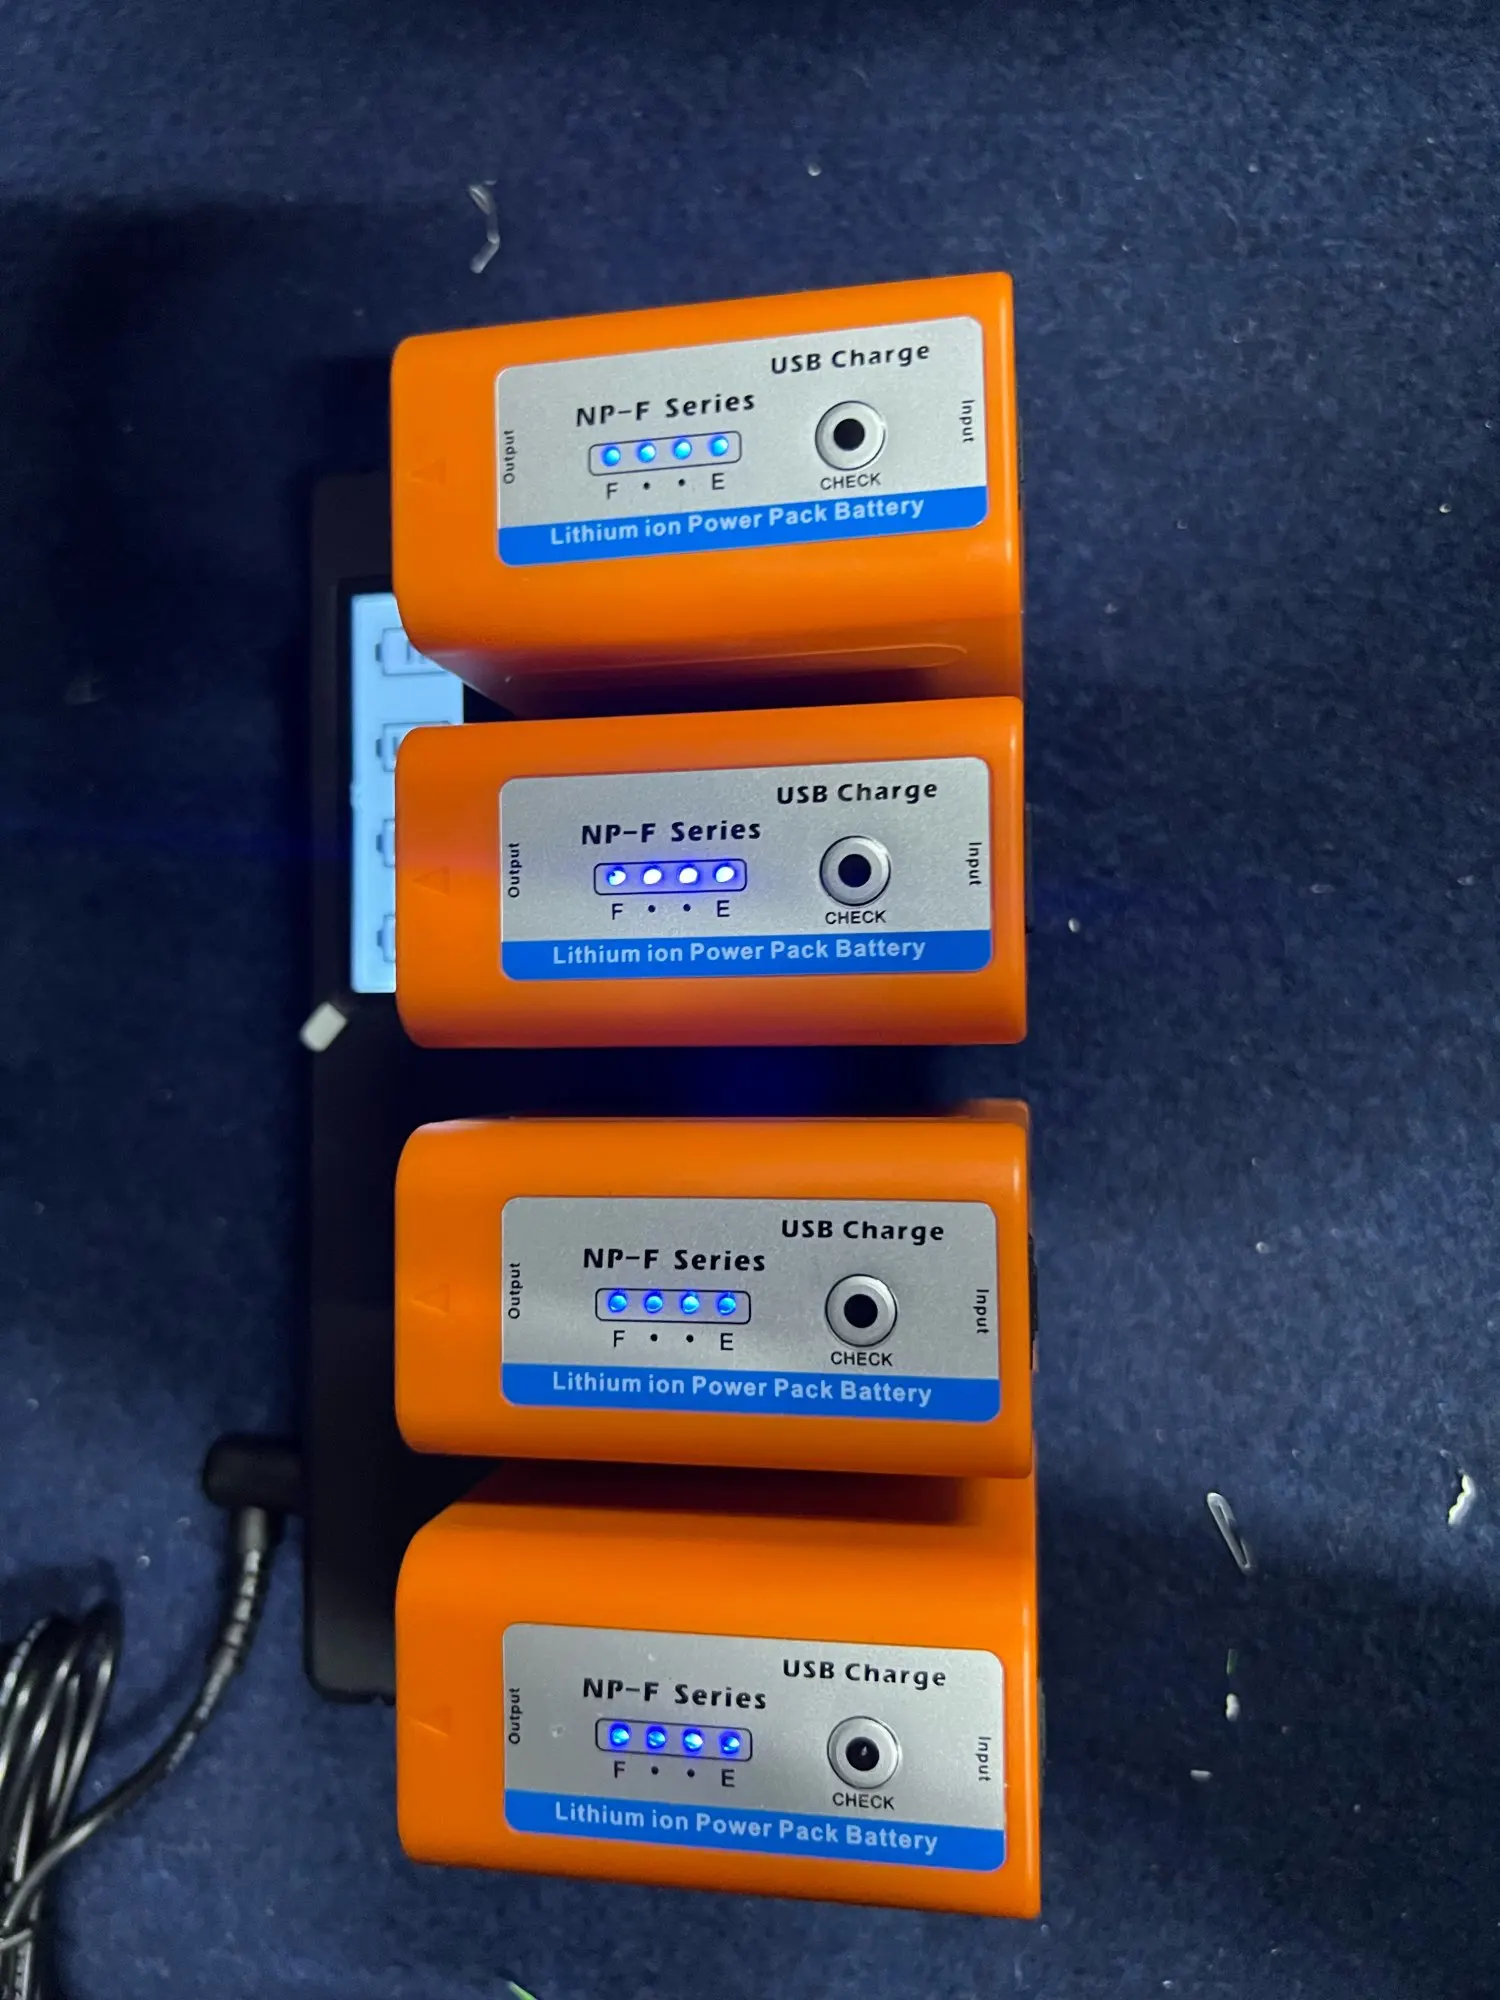 USB Charge
NP-F Series
Output
Input
F • • E
CHECK
Lithium ion Power Pack Battery
USB Charge
NP-F Series
Output
Input
F • • E
CHECK
Lithium ion Power Pack Battery
USB Charge
NP-F Series
Output
Input
F • • E
CHECK
Lithium ion Power Pack Battery
USB Charge
NP-F Series
Output
Input
F • • E
CHECK
Lithium ion Power Pack Battery